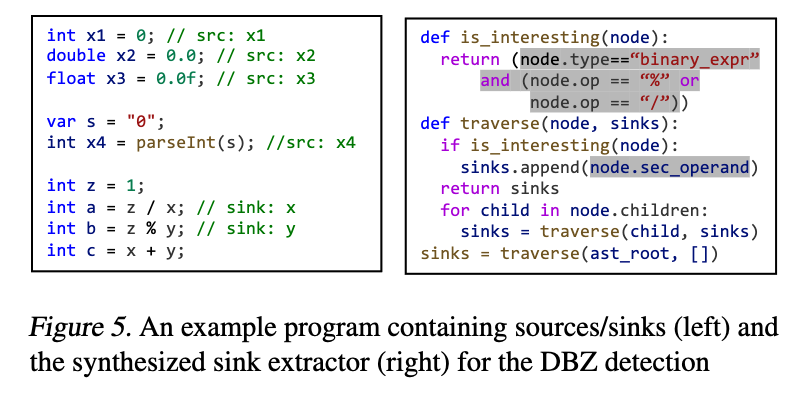 int x1 = 0; // src: x1
double x2 = 0.0; // src: x2
float x3 = 0.0f; // src: x3
var s = "0";
int x4 = parseInt(s); //src: x4
int z = 1;
int a = z / x; // sink: x
int b = z % y; // sink: y
int c = x + y;
def is_interesting(node):
return (node.type==“binary_expr”
and (node.op == “%” or
node.op == “/”))
def traverse(node, sinks):
if is_interesting(node):
sinks.append(node.sec_operand)
return sinks
for child in node.children:
sinks = traverse(child, sinks)
sinks = traverse(ast_root, [])
Figure 5. An example program containing sources/sinks (left) and
the synthesized sink extractor (right) for the DBZ detection